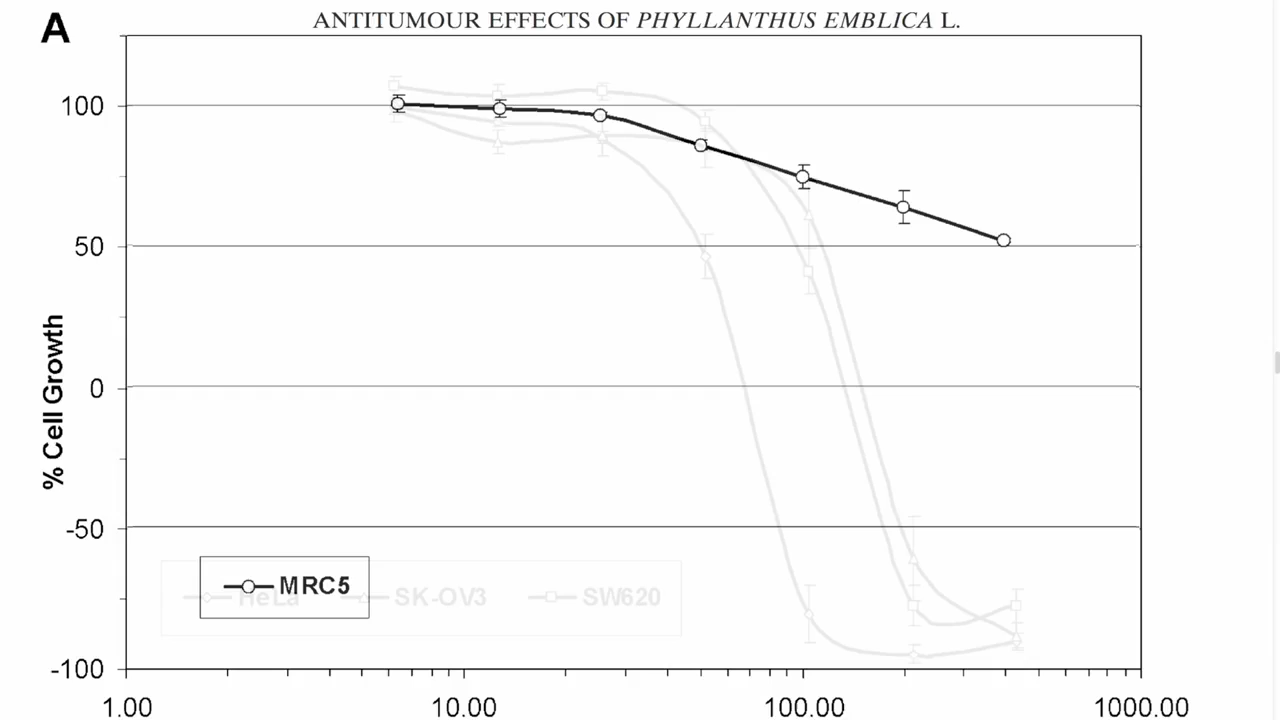 A
ANTITUMOUR EFFECTS OF PHYLLANTHUS EMBLICA L.
100
50
0
-50
-100
% Cell Growth
MRC5
HeLa
SK-OV3
SW620
1.00
10.00
100.00
1000.00